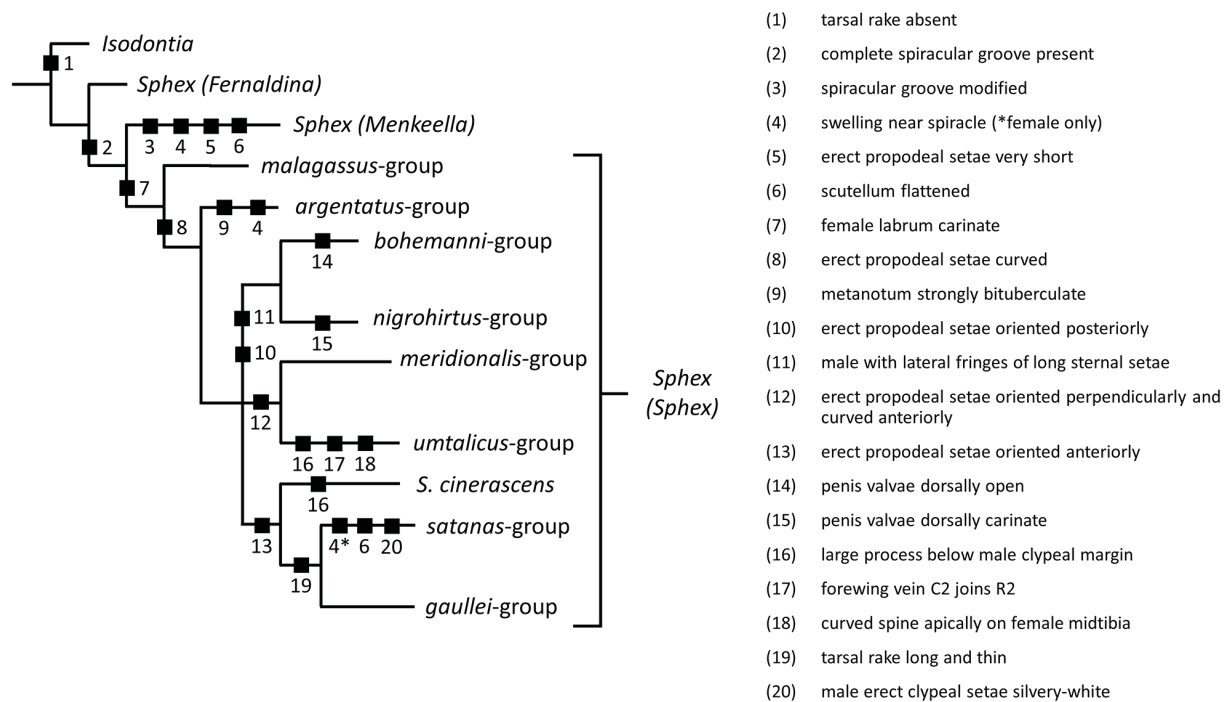 Isodontia
1
Sphex (Fernaldina)
2
Sphex (Menkeella)
3 4 5 6
7
malagassus-group
8
argentatus-group
9 4
bohemanni-group
14
11
nigrohirtus-group
15
10
meridionalis-group
12
umtalicus-group
16 17 18
S. cinerascens
16
satanas-group
13
4* 6 20
19
gaullei-group
Sphex
(Sphex)
(1) tarsal rake absent
(2) complete spiracular groove present
(3) spiracular groove modified
(4) swelling near spiracle (*female only)
(5) erect propodeal setae very short
(6) scutellum flattened
(7) female labrum carinate
(8) erect propodeal setae curved
(9) metanotum strongly bituberculate
(10) erect propodeal setae oriented posteriorly
(11) male with lateral fringes of long sternal setae
(12) erect propodeal setae oriented perpendicularly and
curved anteriorly
(13) erect propodeal setae oriented anteriorly
(14) penis valvae dorsally open
(15) penis valvae dorsally carinate
(16) large process below male clypeal margin
(17) forewing vein C2 joins R2
(18) curved spine apically on female midtibia
(19) tarsal rake long and thin
(20) male erect clypeal setae silvery-white